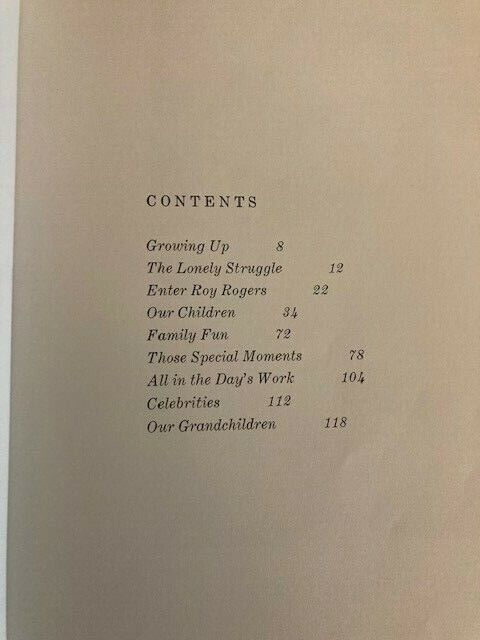 CONTENTS
Growing Up 8
The Lonely Struggle 12
Enter Roy Rogers 22
Our Children 34
Family Fun 72
Those Special Moments 78
All in the Day's Work 104
Celebrities 112
Our Grandchildren 118